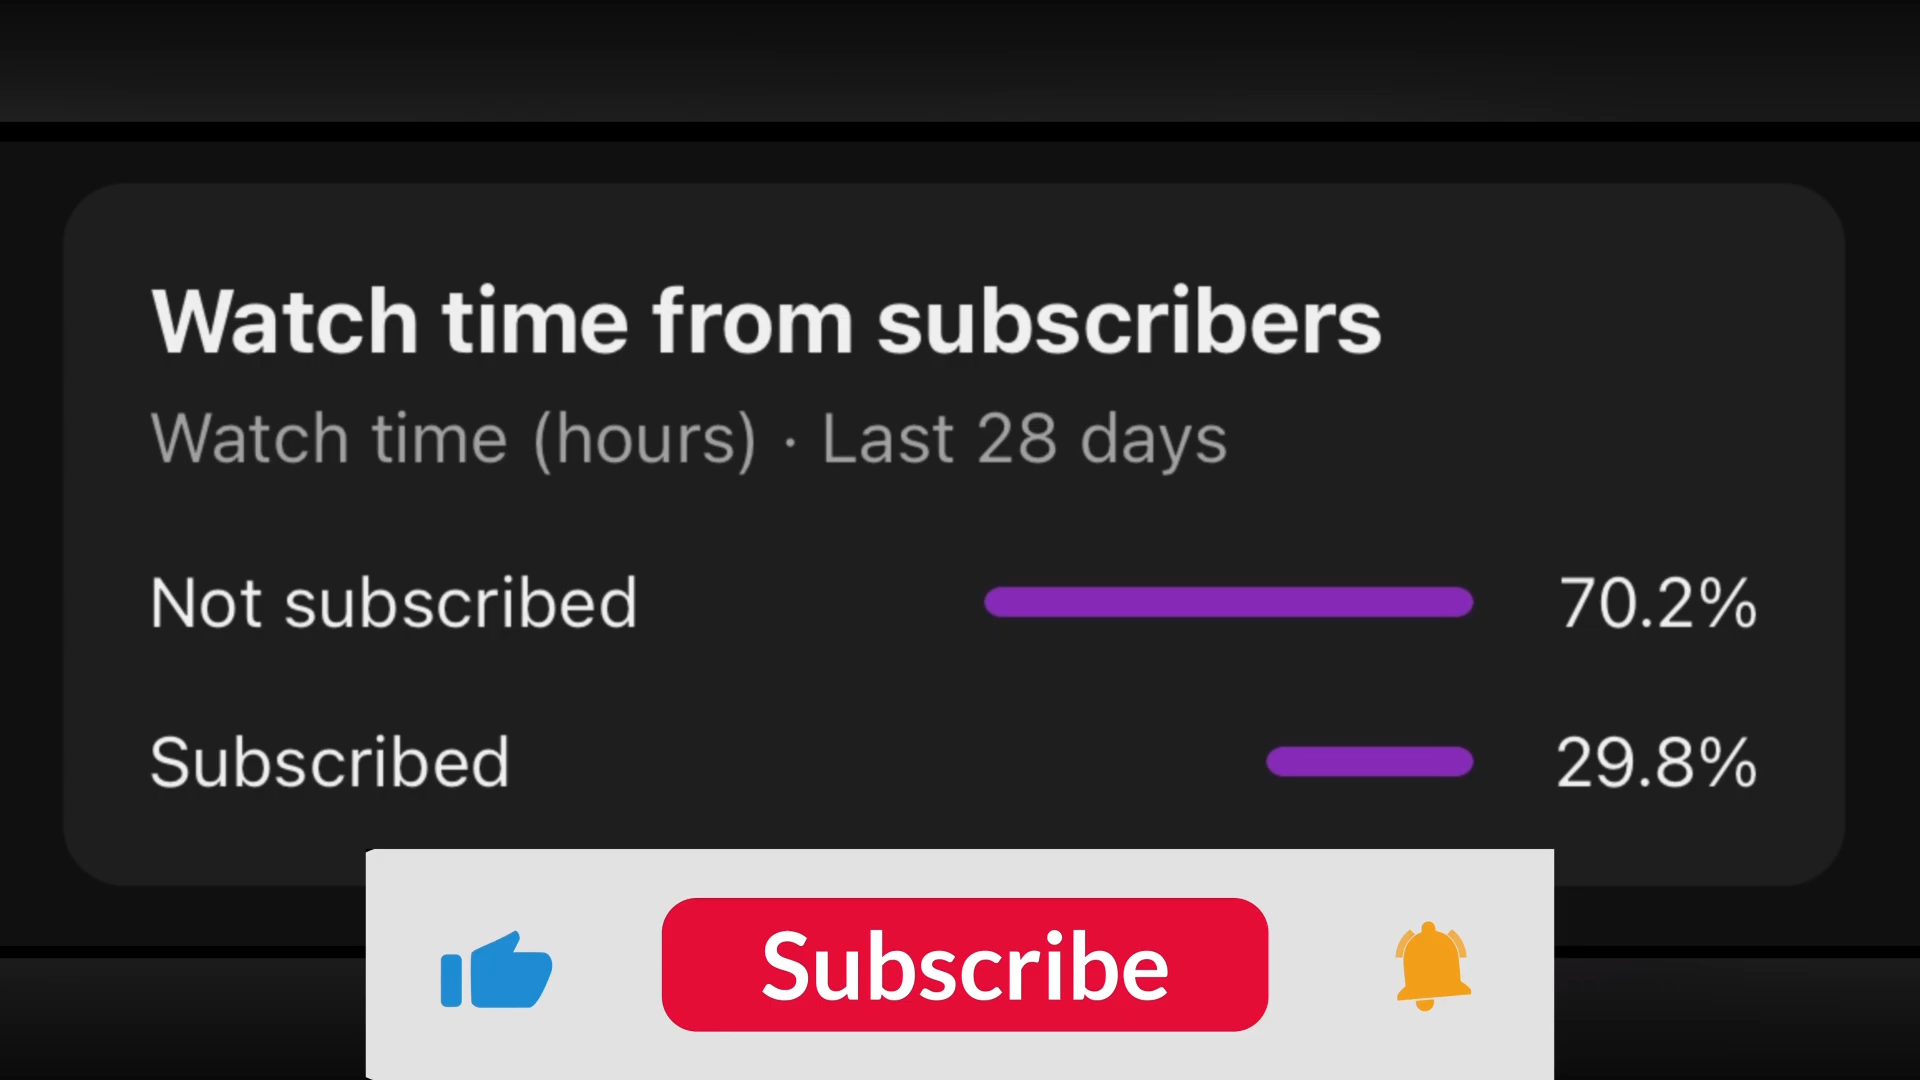 Watch time from subscribers
Watch time (hours) · Last 28 days
Not subscribed 70.2%
Subscribed 29.8%
Subscribe